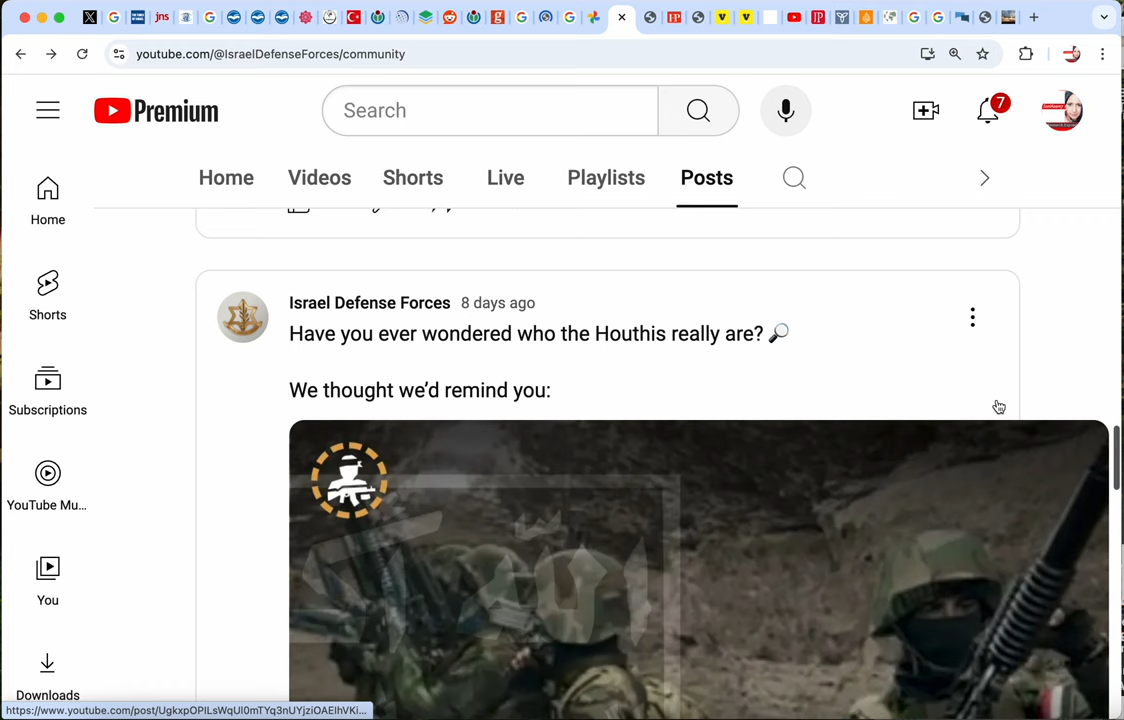 jns
youtube.com/@IsraelDefenseForces/community
Premium
Search
7
Home
Videos
Shorts
Live
Playlists
Posts
Home
Shorts
Subscriptions
YouTube Mu...
You
Downloads
Israel Defense Forces 8 days ago
Have you ever wondered who the Houthis really are?
We thought we'd remind you:
https://www.youtube.com/post/UgkxpOPILsWqUl0mTYq3nUYjziOAElhVKi...